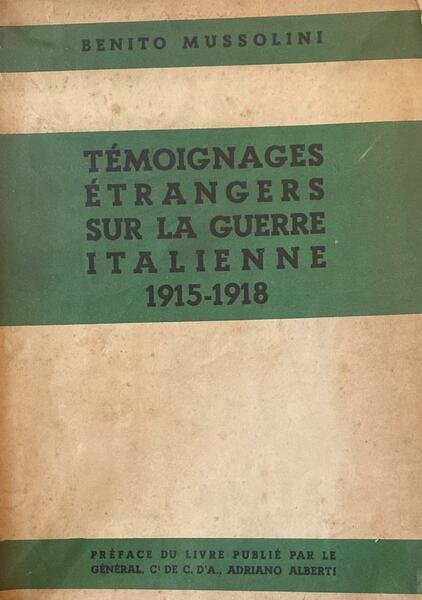 BENITO MUSSOLINI
TÉMOIGNAGES
ÉTRANGERS
SUR LA GUERRE
ITALIENNE
1915-1918
PRÉFACE DU LIVRE PUBLIÉ PAR LE
GÉNÉRAL, Cᵗ DE C. D'A., ADRIANO ALBERTI